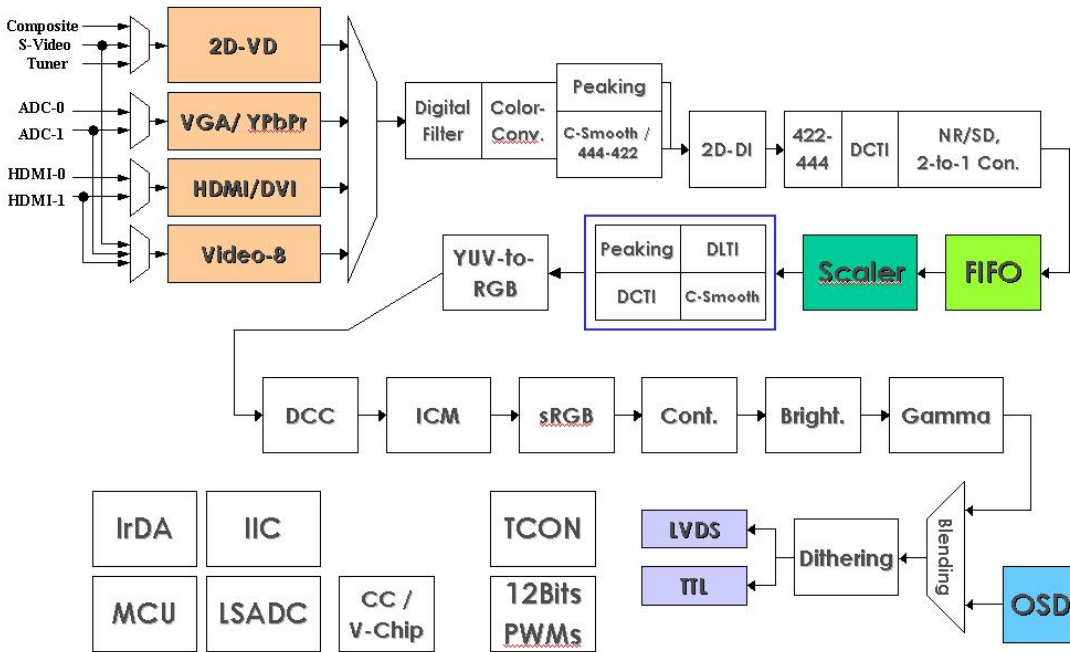 Composite
S-Video
Tuner
2D-VD
ADC-0
ADC-1
VGA/ YPbPr
HDMI-0
HDMI-1
HDMI/DVI
Video-8
Digital
Filter
Color-
Conv.
Peaking
C-Smooth /
444-422
2D-DI
422-
444
DCTI
NR/SD,
2-to-1 Con.
FIFO
Scaler
Peaking
DLTI
DCTI
C-Smooth
YUV-to-
RGB
DCC
ICM
sRGB
Cont.
Bright.
Gamma
Blending
OSD
Dithering
LVDS
TTL
IrDA
IIC
TCON
MCU
LSADC
CC /
V-Chip
12Bits
PWMs